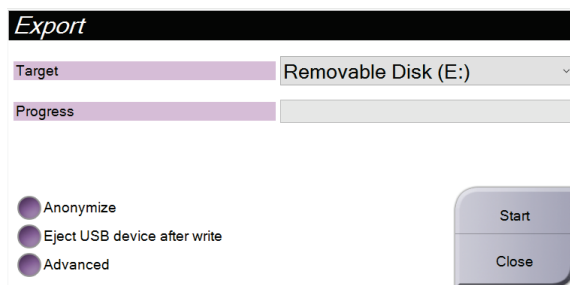 Export
Target
Removable Disk (E:)
Progress
Anonymize
Eject USB device after write
Advanced
Start
Close